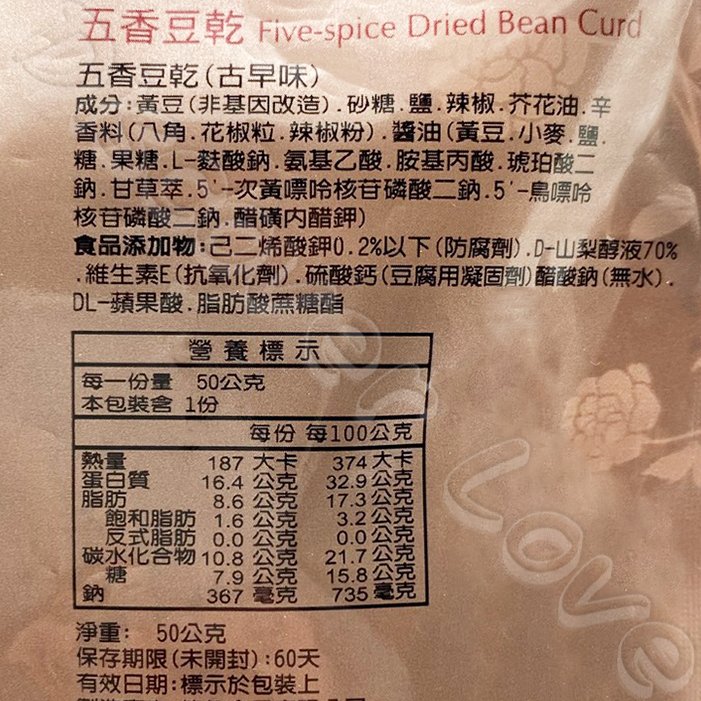 五香豆乾 Five-spice Dried Bean Curd
五香豆乾(古早味)
成分:黃豆(非基因改造).砂糖.鹽.辣椒.芥花油.辛
香料(八角.花椒粒.辣椒粉).醬油(黃豆.小麥.鹽.
糖.果糖.L-麩酸鈉.氨基乙酸.胺基丙酸.琥珀酸二
鈉.甘草萃.5'-次黃嘌呤核苷磷酸二鈉.5'-鳥嘌呤
核苷磷酸二鈉.醋磺内醋鉀)
食品添加物:己二烯酸鉀0.2%以下(防腐劑).D-山梨醇液70%
.維生素E(抗氧化劑).硫酸鈣(豆腐用凝固劑)醋酸鈉(無水).
DL-蘋果酸.脂肪酸蔗糖酯
營養標示
每一份量 50公克
本包裝含 1份
每份 每100公克
熱量 187 大卡 374 大卡
蛋白質 16.4 公克 32.9 公克
脂肪 8.6 公克 17.3 公克
飽和脂肪 1.6 公克 3.2 公克
反式脂肪 0.0 公克 0.0 公克
碳水化合物 10.8 公克 21.7 公克
糖 7.9 公克 15.8 公克
鈉 367 毫克 735 毫克
淨重: 50公克
保存期限(未開封):60天
有效日期:標示於包裝上
Love